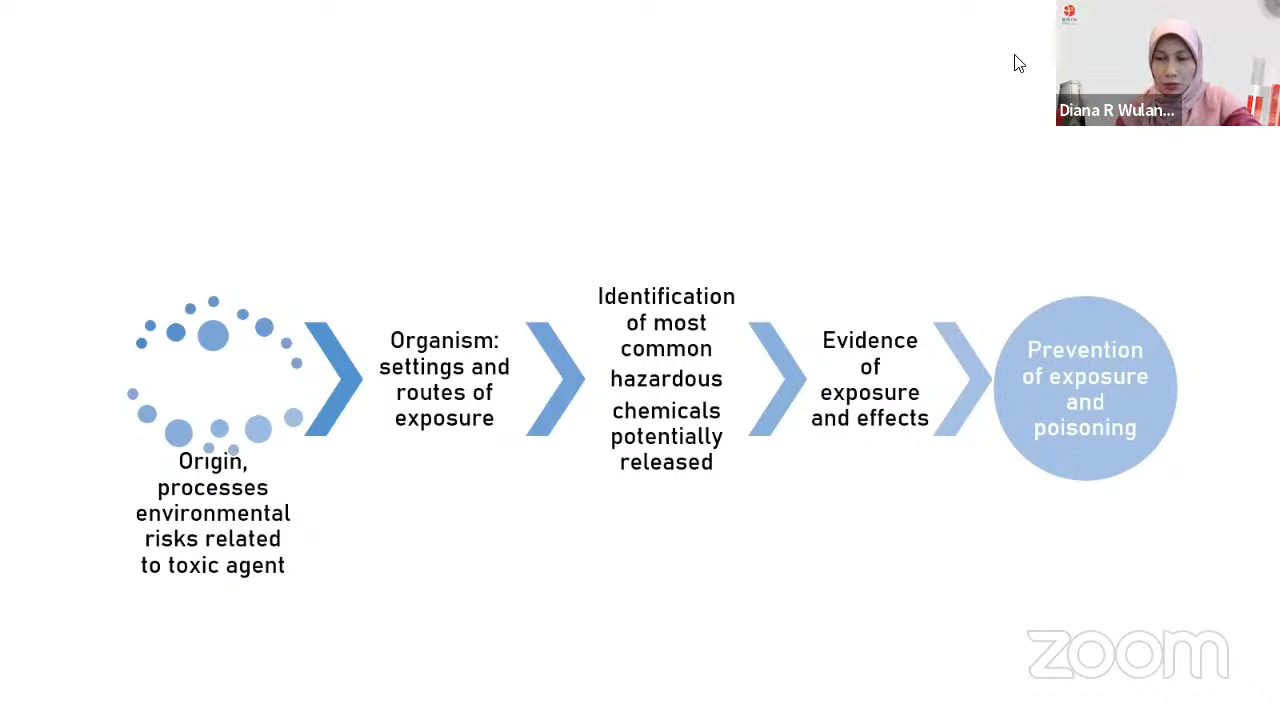 BRIN
Diana R Wulan...
Origin,
processes
environmental
risks related
to toxic agent
Organism:
settings and
routes of
exposure
Identification
of most
common
hazardous
chemicals
potentially
released
Evidence
of
exposure
and effects
Prevention
of exposure
and
poisoning
zoom